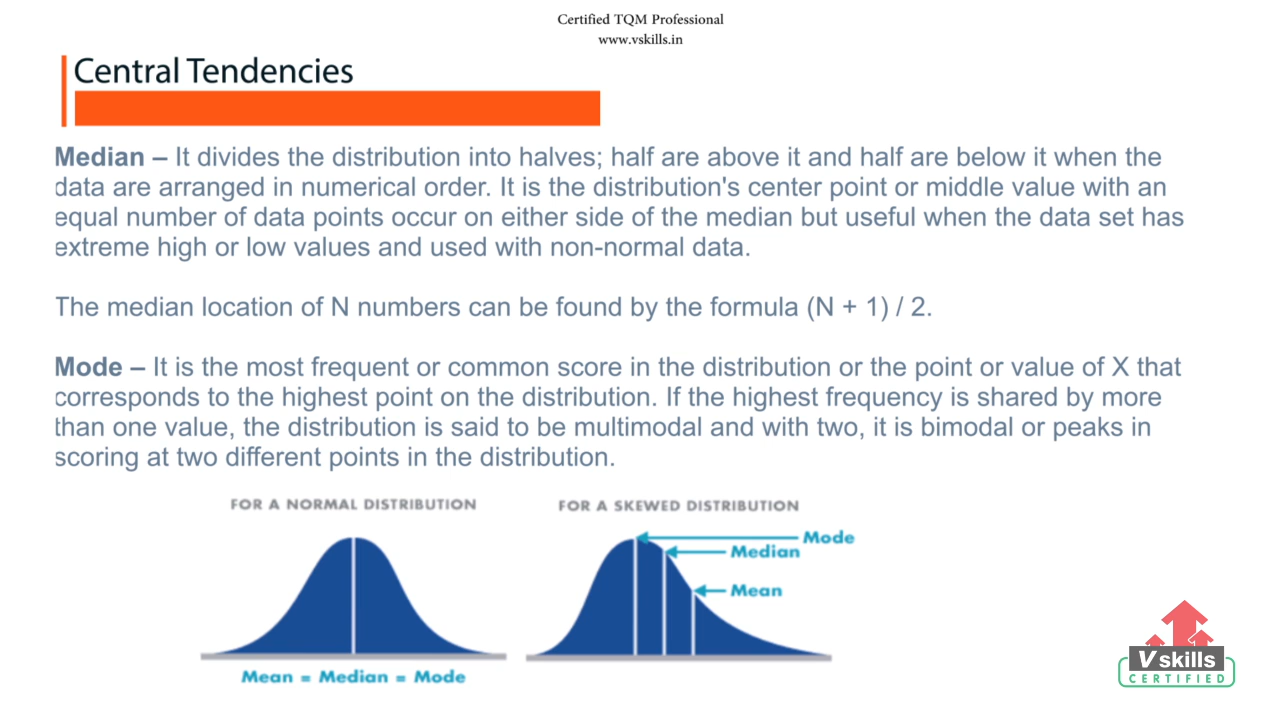 Certified TQM Professional
www.vskills.in
Central Tendencies
Median – It divides the distribution into halves; half are above it and half are below it when the
data are arranged in numerical order. It is the distribution's center point or middle value with an
equal number of data points occur on either side of the median but useful when the data set has
extreme high or low values and used with non-normal data.
The median location of N numbers can be found by the formula (N + 1) / 2.
Mode – It is the most frequent or common score in the distribution or the point or value of X that
corresponds to the highest point on the distribution. If the highest frequency is shared by more
than one value, the distribution is said to be multimodal and with two, it is bimodal or peaks in
scoring at two different points in the distribution.
FOR A NORMAL DISTRIBUTION
Mean = Median = Mode
FOR A SKEWED DISTRIBUTION
Mode
Median
Mean
Vskills
CERTIFIED